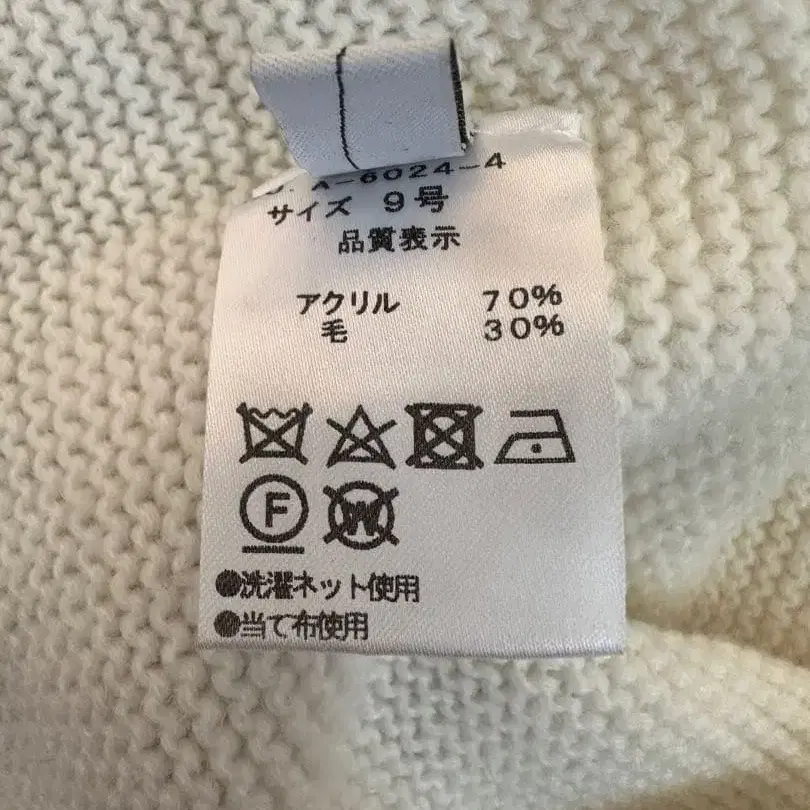 A-6024-4
サイズ 9号
品質表示
アクリル 70%
毛 30%
F W
●洗濯ネット使用
●当て布使用